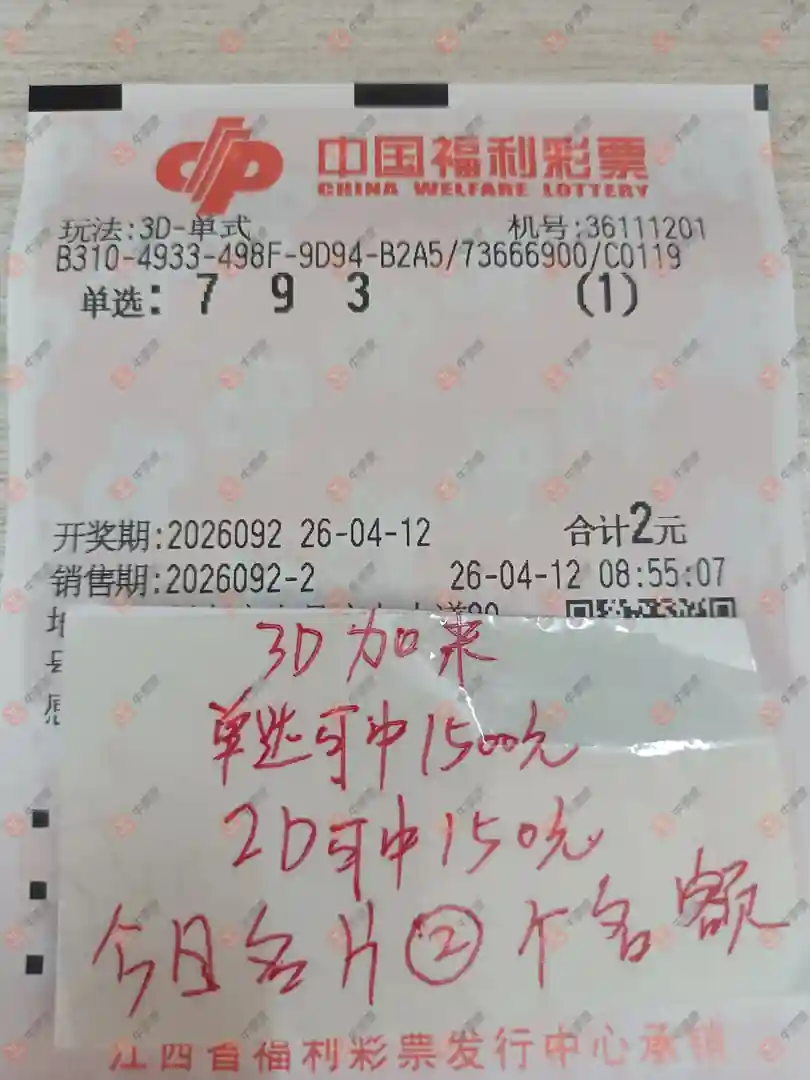 中国福利彩票
CHINA WELFARE LOTTERY
玩法:3D-单式 机号:36111201
B310-4933-498F-9D94-B2A5/73666900/C0119
单选: 7 9 3 (1)
开奖期:2026092 26-04-12 合计2元
销售期:2026092-2 26-04-12 08:55:07
3D加来
单选可中1500元
2D可中150元
今日名片②个名额
江西省福利彩票发行中心承销